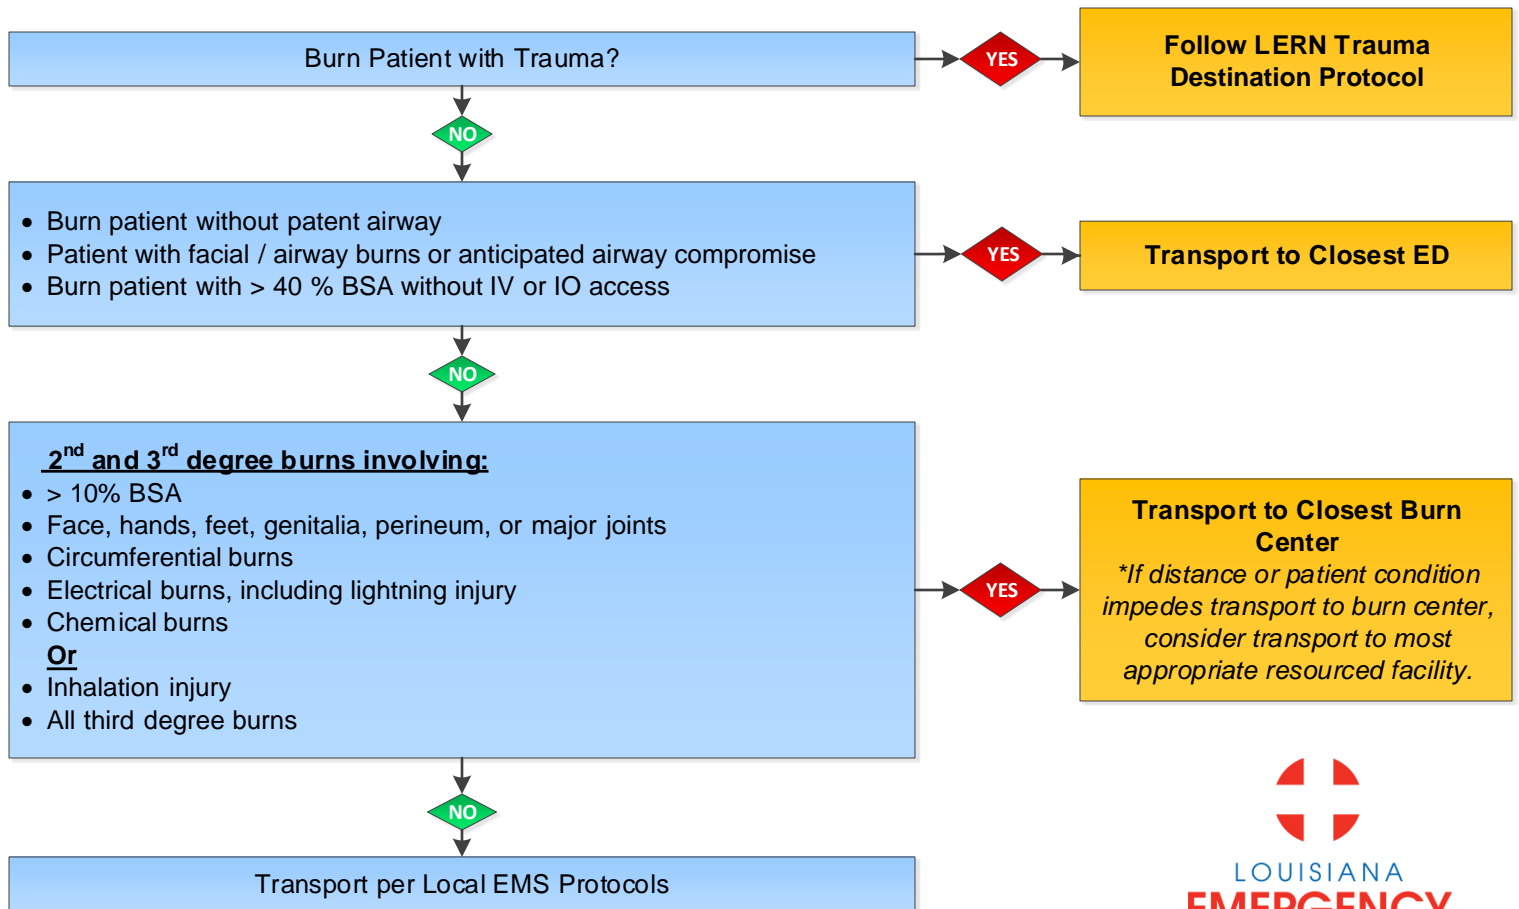 Burn Patient with Trauma?
YES
Follow LERN Trauma
Destination Protocol
NO
• Burn patient without patent airway
• Patient with facial / airway burns or anticipated airway compromise
• Burn patient with > 40 % BSA without IV or IO access
YES
Transport to Closest ED
NO
2nd and 3rd degree burns involving:
• > 10% BSA
• Face, hands, feet, genitalia, perineum, or major joints
• Circumferential burns
• Electrical burns, including lightning injury
• Chemical burns
Or
• Inhalation injury
• All third degree burns
YES
Transport to Closest Burn
Center
*If distance or patient condition
impedes transport to burn center,
consider transport to most
appropriate resourced facility.
NO
Transport per Local EMS Protocols
LOUISIANA
EMERGENCY